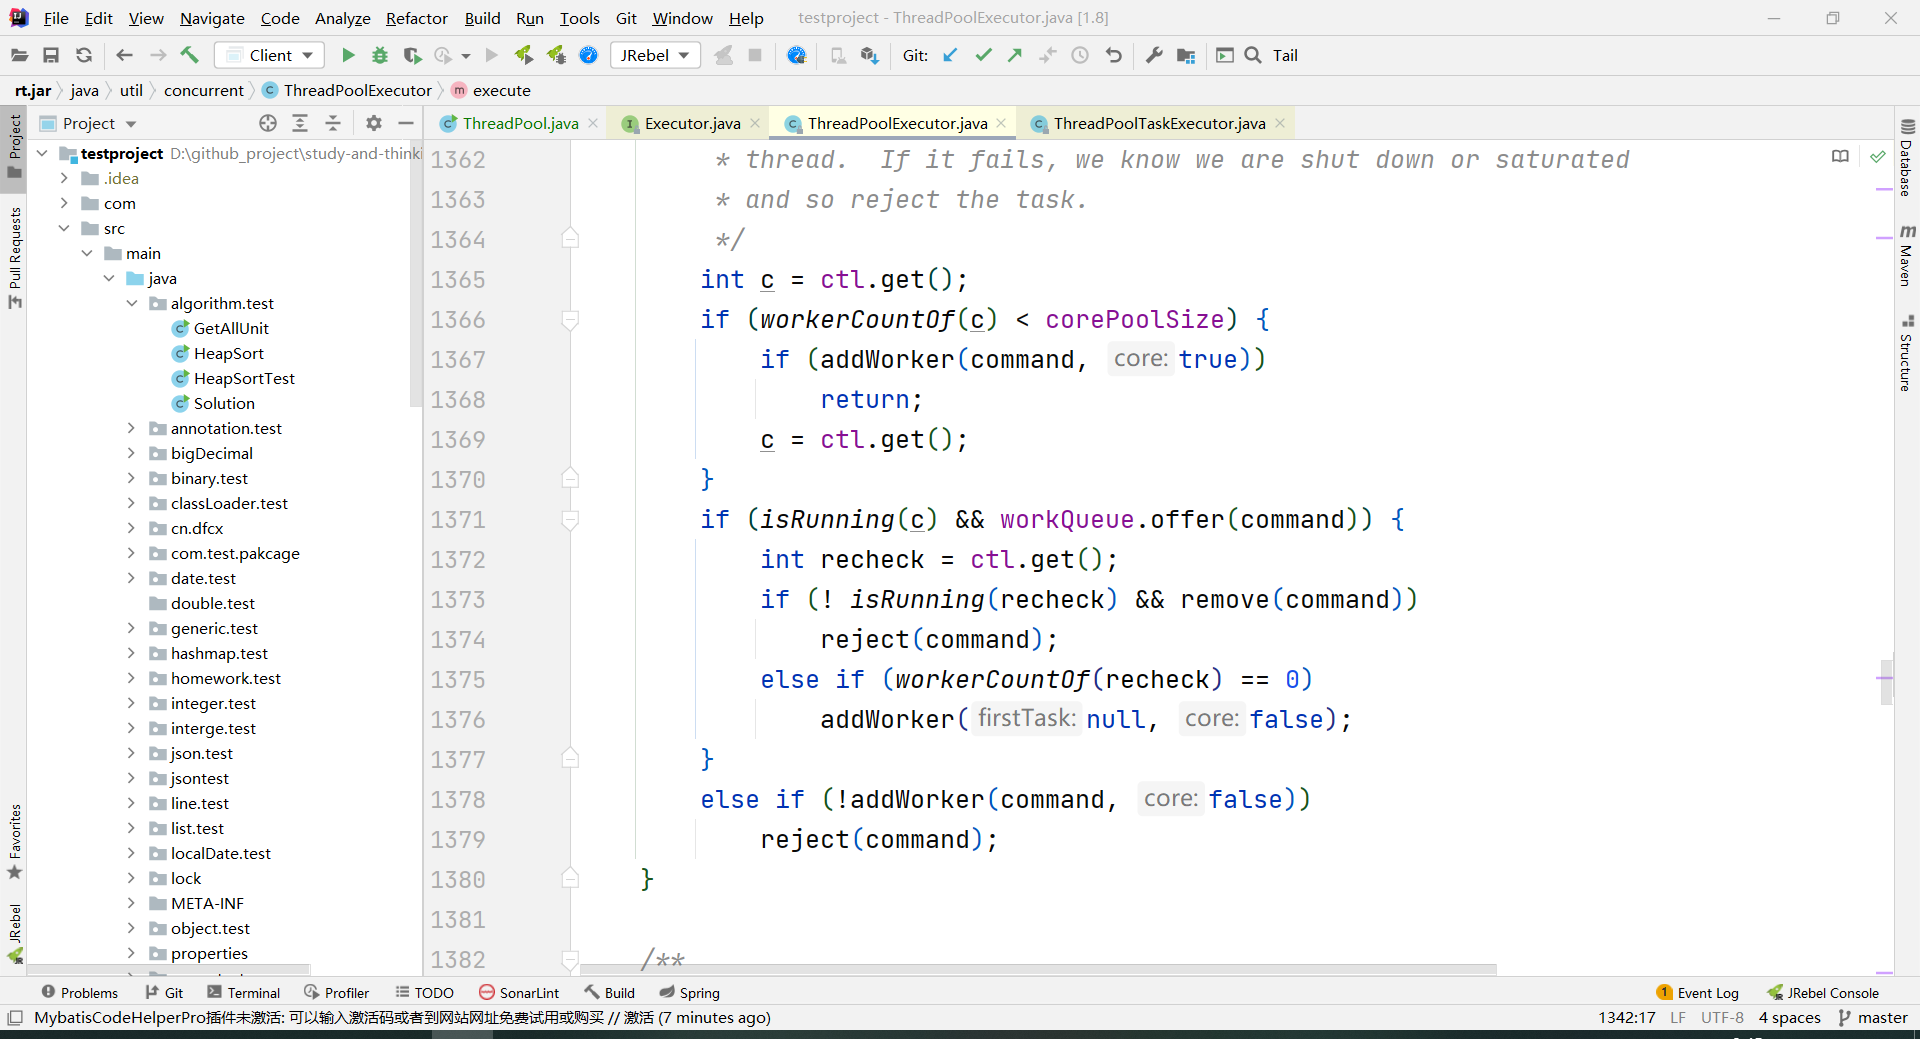 File Edit View Navigate Code Analyze Refactor Build Run Tools Git Window Help testproject - ThreadPoolExecutor.java [1.8]
Client JRebel Git: Tail
rt.jar java util concurrent ThreadPoolExecutor execute
Project ThreadPool.java Executor.java ThreadPoolExecutor.java ThreadPoolTaskExecutor.java
Project
Pull Requests
Favorites
JRebel
testproject D:\github_project\study-and-think
.idea
com
src
main
java
algorithm.test
GetAllUnit
HeapSort
HeapSortTest
Solution
annotation.test
bigDecimal
binary.test
classLoader.test
cn.dfcx
com.test.pakcage
date.test
double.test
generic.test
hashmap.test
homework.test
integer.test
interge.test
json.test
jsontest
line.test
list.test
localDate.test
lock
META-INF
object.test
properties
1362 * thread.  If it fails, we know we are shut down or saturated
1363 * and so reject the task.
1364 */
1365 int c = ctl.get();
1366 if (workerCountOf(c) < corePoolSize) {
1367 if (addWorker(command, core: true))
1368 return;
1369 c = ctl.get();
1370 }
1371 if (isRunning(c) && workQueue.offer(command)) {
1372 int recheck = ctl.get();
1373 if (! isRunning(recheck) && remove(command))
1374 reject(command);
1375 else if (workerCountOf(recheck) == 0)
1376 addWorker( firstTask: null, core: false);
1377 }
1378 else if (!addWorker(command, core: false))
1379 reject(command);
1380 }
1381
1382 /**
Database
Maven
Structure
Problems Git Terminal Profiler TODO SonarLint Build Spring 1 Event Log JRebel Console
MybatisCodeHelperPro插件未激活: 可以输入激活码或者到网站网址免费试用或购买 // 激活 (7 minutes ago) 1342:17 LF UTF-8 4 spaces master